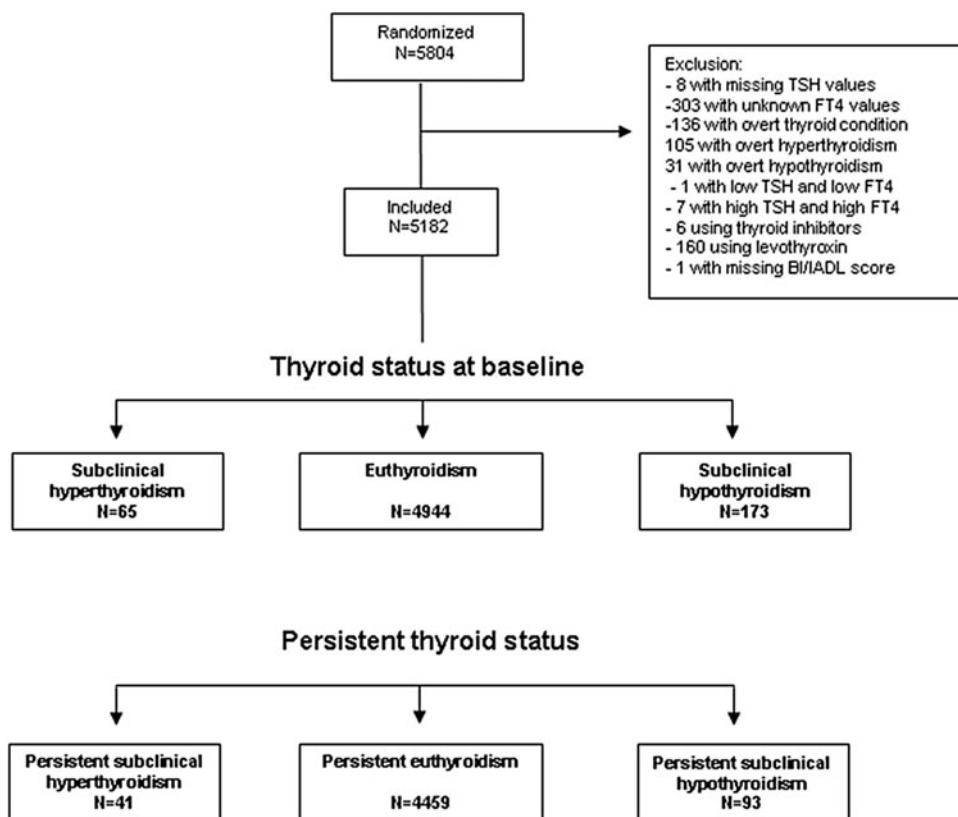 Randomized
N=5804
Exclusion:
- 8 with missing TSH values
-303 with unknown FT4 values
-136 with overt thyroid condition
105 with overt hyperthyroidism
31 with overt hypothyroidism
- 1 with low TSH and low FT4
- 7 with high TSH and high FT4
- 6 using thyroid inhibitors
- 160 using levothyroxin
- 1 with missing BI/IADL score
Included
N=5182
Thyroid status at baseline
Subclinical
hyperthyroidism
N=65
Euthyroidism
N=4944
Subclinical
hypothyroidism
N=173
Persistent thyroid status
Persistent subclinical
hyperthyroidism
N=41
Persistent euthyroidism
N=4459
Persistent subclinical
hypothyroidism
N=93